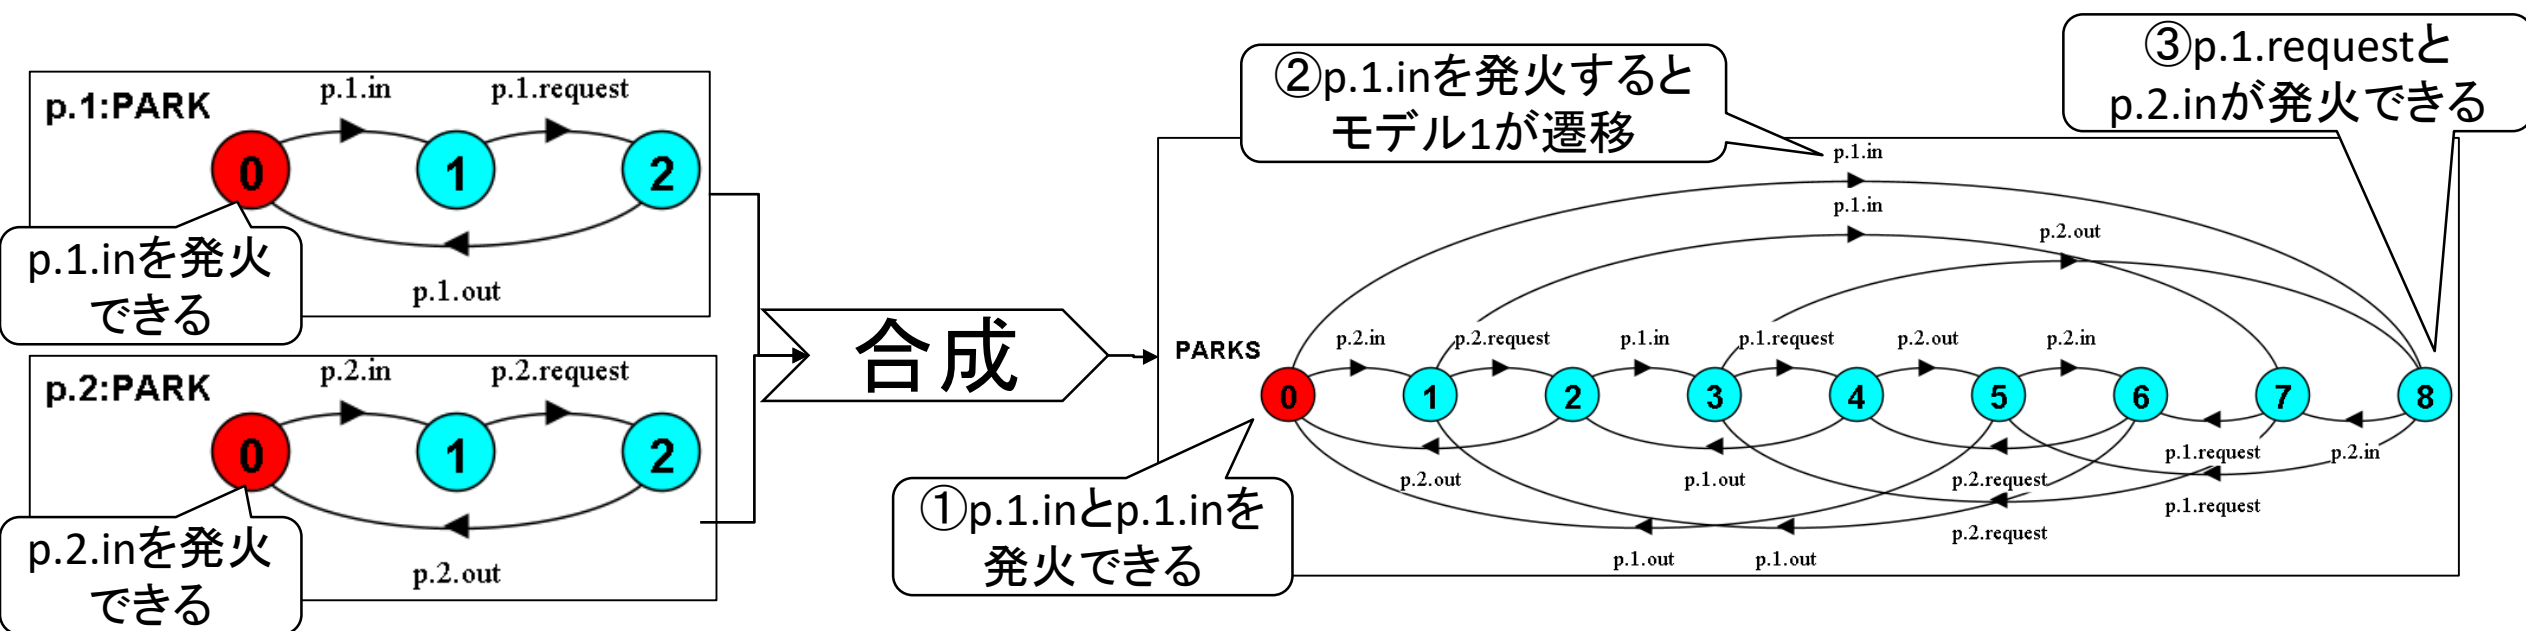 p.1:PARK
p.1.in
p.1.request
0
1
2
p.1.out
p.1.inを発火
できる
p.2:PARK
p.2.in
p.2.request
0
1
2
p.2.out
p.2.inを発火
できる
合成
②p.1.inを発火すると
モデル1が遷移
③p.1.requestと
p.2.inが発火できる
p.1.in
p.1.in
p.2.out
PARKS
p.2.in
p.2.request
p.1.in
p.1.request
p.2.out
p.2.in
0
1
2
3
4
5
6
7
8
p.2.out
p.1.out
p.2.request
p.1.request
p.2.in
p.1.request
p.2.request
p.1.out
p.1.out
①p.1.inとp.1.inを
発火できる